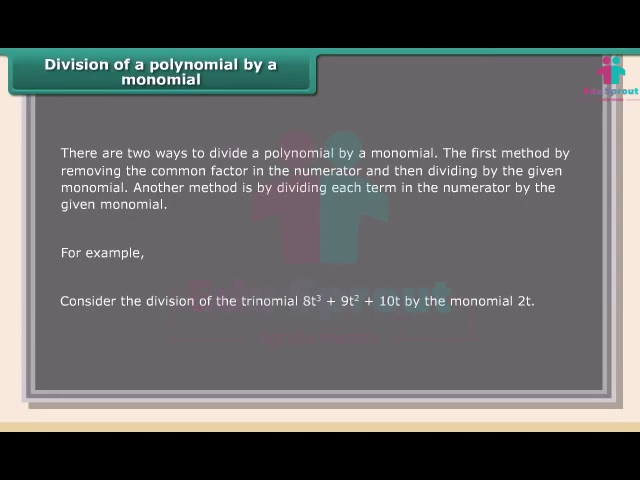 Division of a polynomial by a
monomial
There are two ways to divide a polynomial by a monomial. The first method by
removing the common factor in the numerator and then dividing by the given
monomial. Another method is by dividing each term in the numerator by the
given monomial.
For example,
Consider the division of the trinomial 8t³ + 9t² + 10t by the monomial 2t.